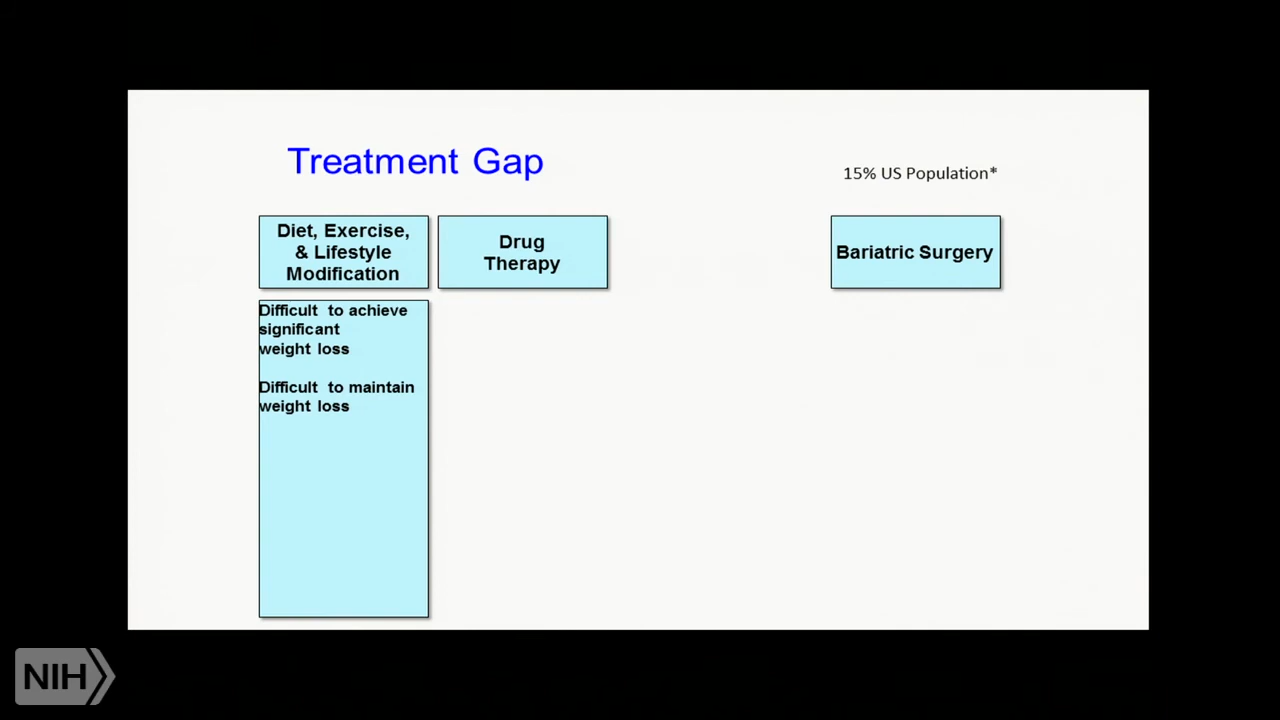 Treatment Gap
15% US Population*
Diet, Exercise,
& Lifestyle
Modification
Drug
Therapy
Bariatric Surgery
Difficult to achieve
significant
weight loss
Difficult to maintain
weight loss
NIH